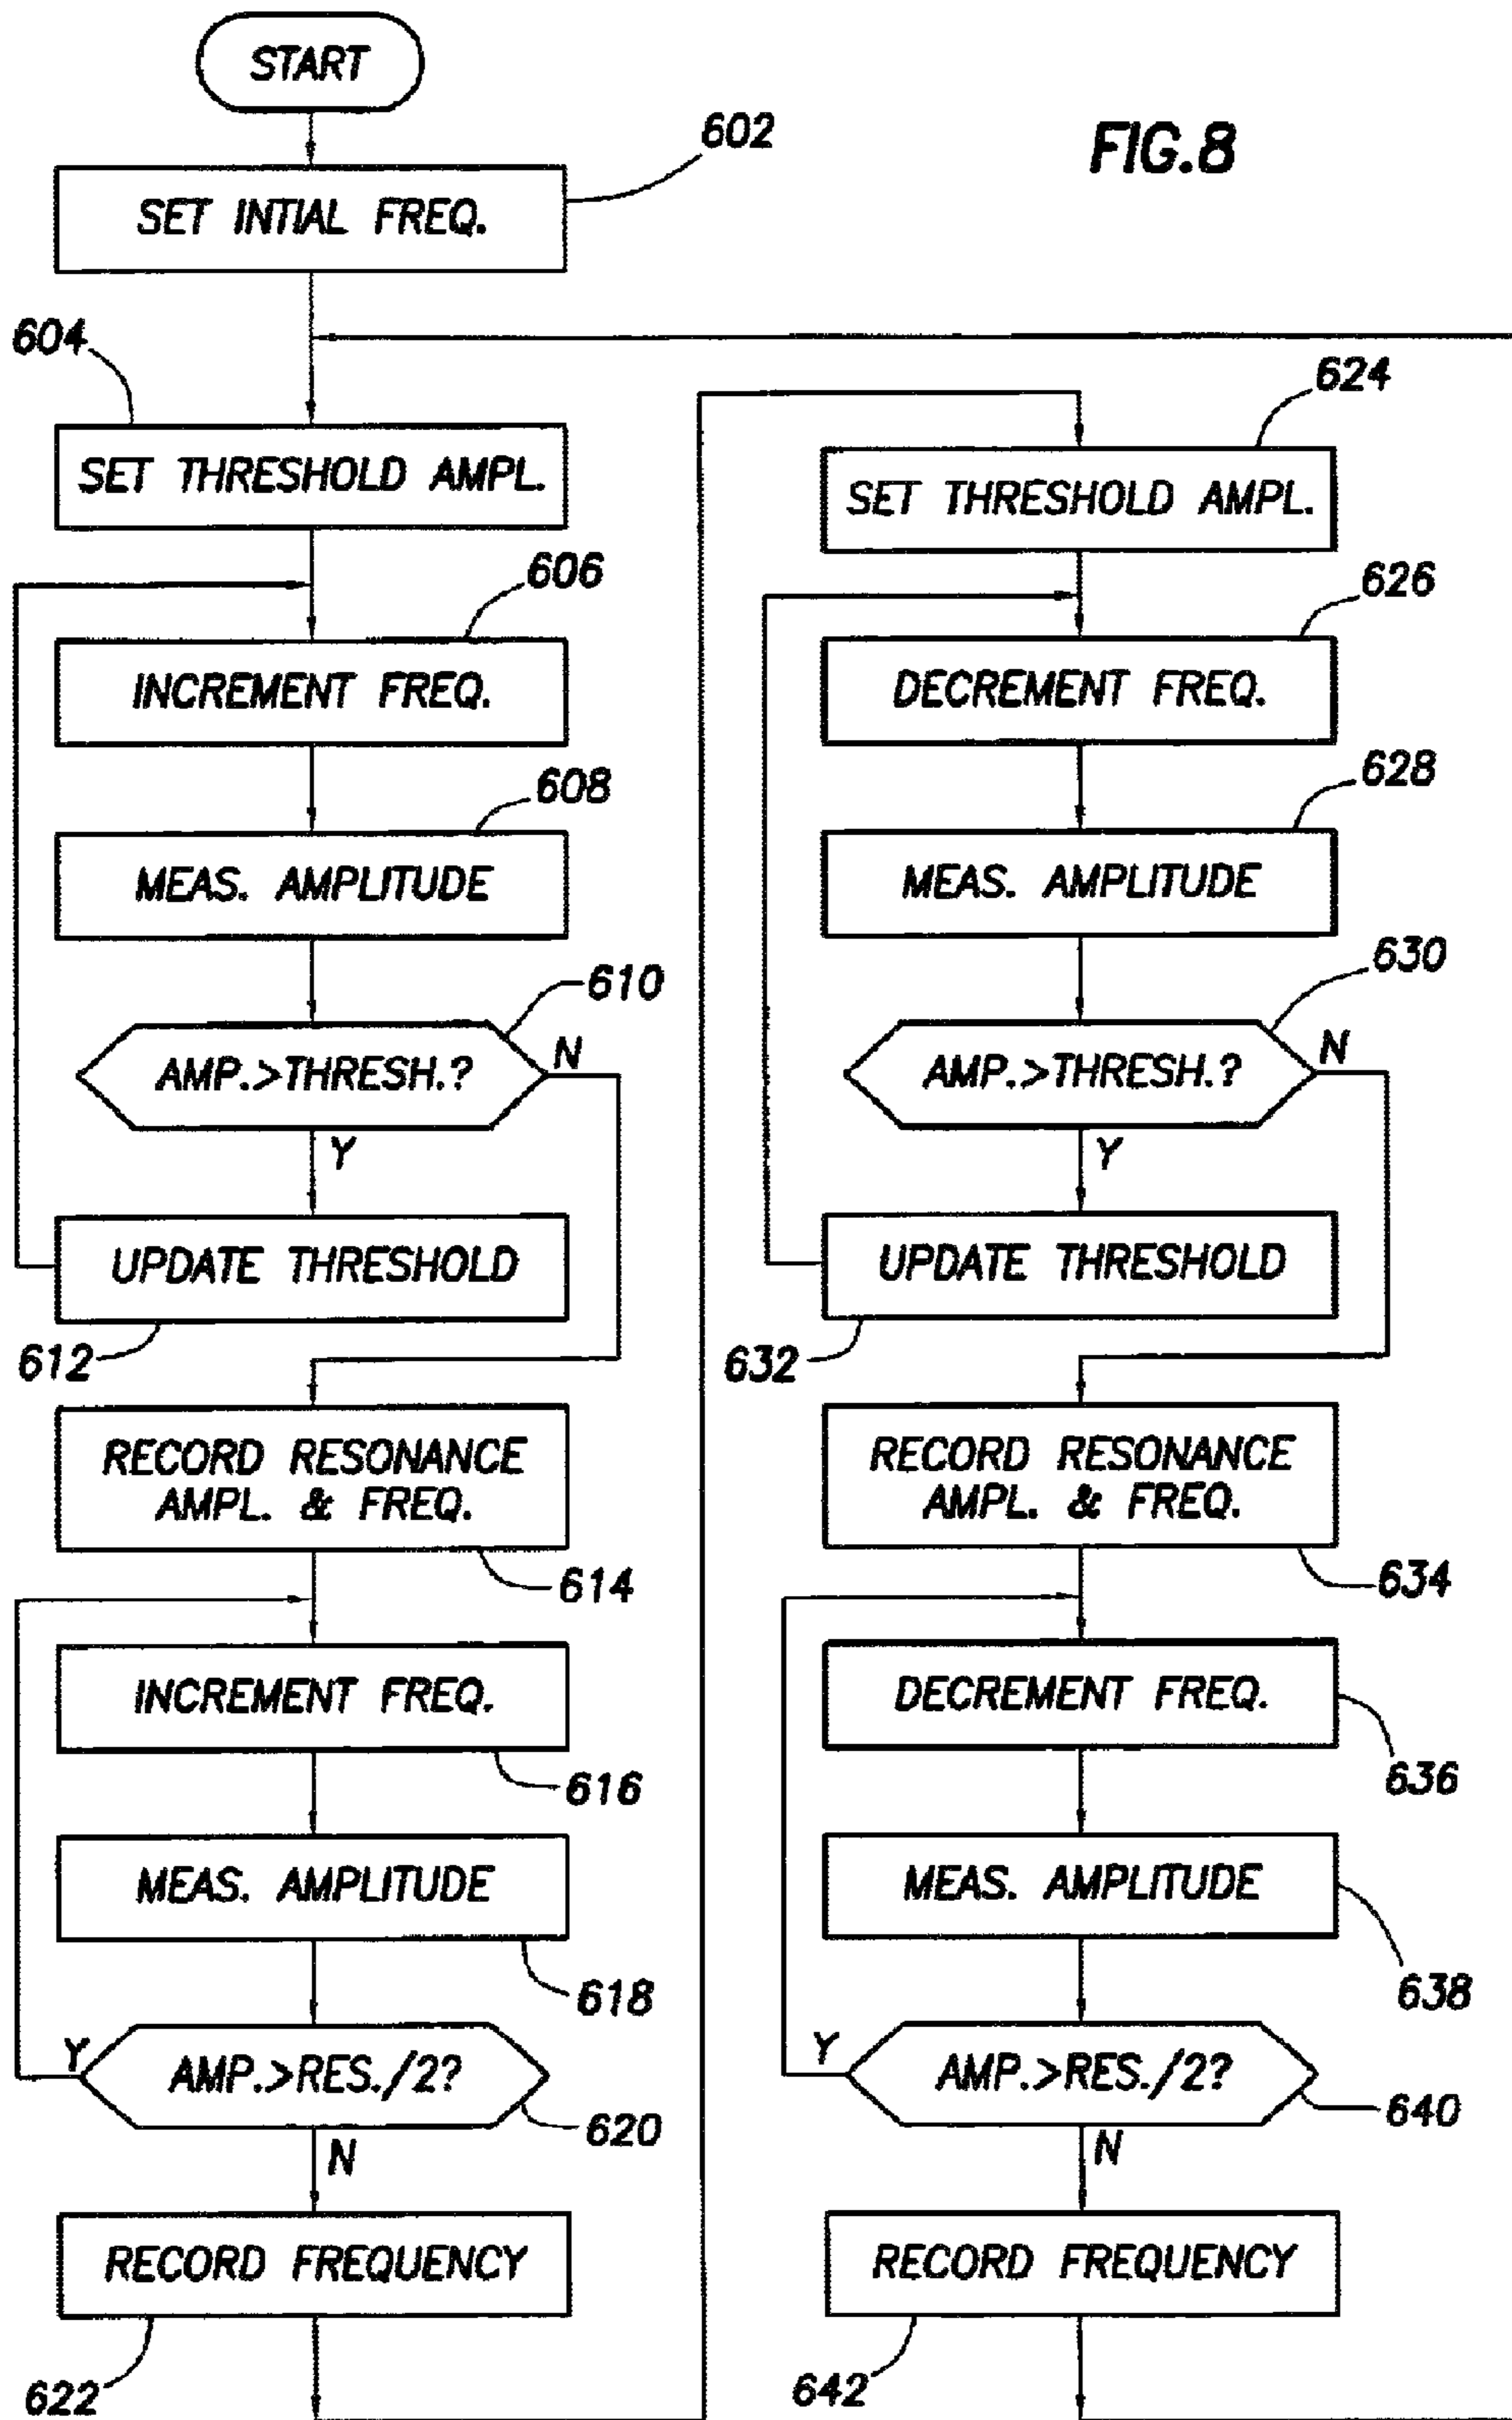 START
FIG.8
602
SET INTIAL FREQ.
604
SET THRESHOLD AMPL.
606
INCREMENT FREQ.
608
MEAS. AMPLITUDE
610
AMP.>THRESH.?
N
Y
UPDATE THRESHOLD
612
RECORD RESONANCE
AMPL. & FREQ.
614
INCREMENT FREQ.
616
MEAS. AMPLITUDE
618
Y
AMP.>RES./2?
620
N
RECORD FREQUENCY
622
624
SET THRESHOLD AMPL.
626
DECREMENT FREQ.
628
MEAS. AMPLITUDE
630
AMP.>THRESH.?
N
Y
UPDATE THRESHOLD
632
RECORD RESONANCE
AMPL. & FREQ.
634
DECREMENT FREQ.
636
MEAS. AMPLITUDE
638
Y
AMP.>RES./2?
640
N
RECORD FREQUENCY
642